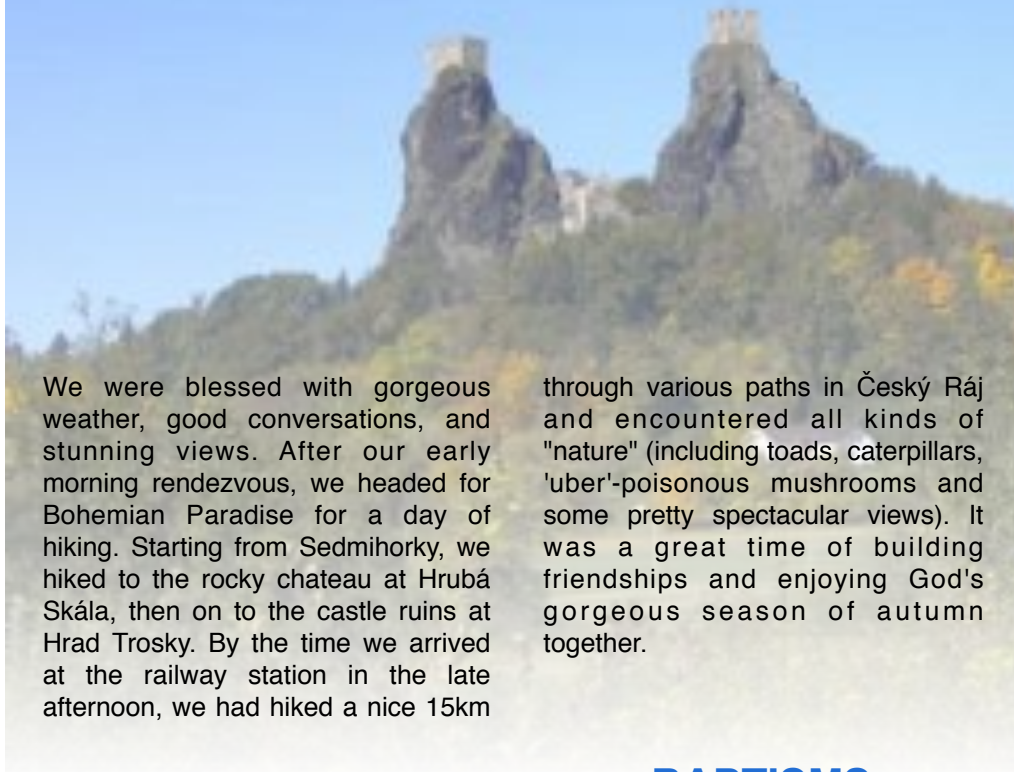 We were blessed with gorgeous
weather, good conversations, and
stunning views. After our early
morning rendezvous, we headed for
Bohemian Paradise for a day of
hiking. Starting from Sedmihorky, we
hiked to the rocky chateau at Hrubá
Skála, then on to the castle ruins at
Hrad Trosky. By the time we arrived
at the railway station in the late
afternoon, we had hiked a nice 15km
through various paths in Český Ráj
and encountered all kinds of
"nature" (including toads, caterpillars,
'uber'-poisonous mushrooms and
some pretty spectacular views). It
was a great time of building
friendships and enjoying God's
gorgeous season of autumn
together.
BAPTISMS